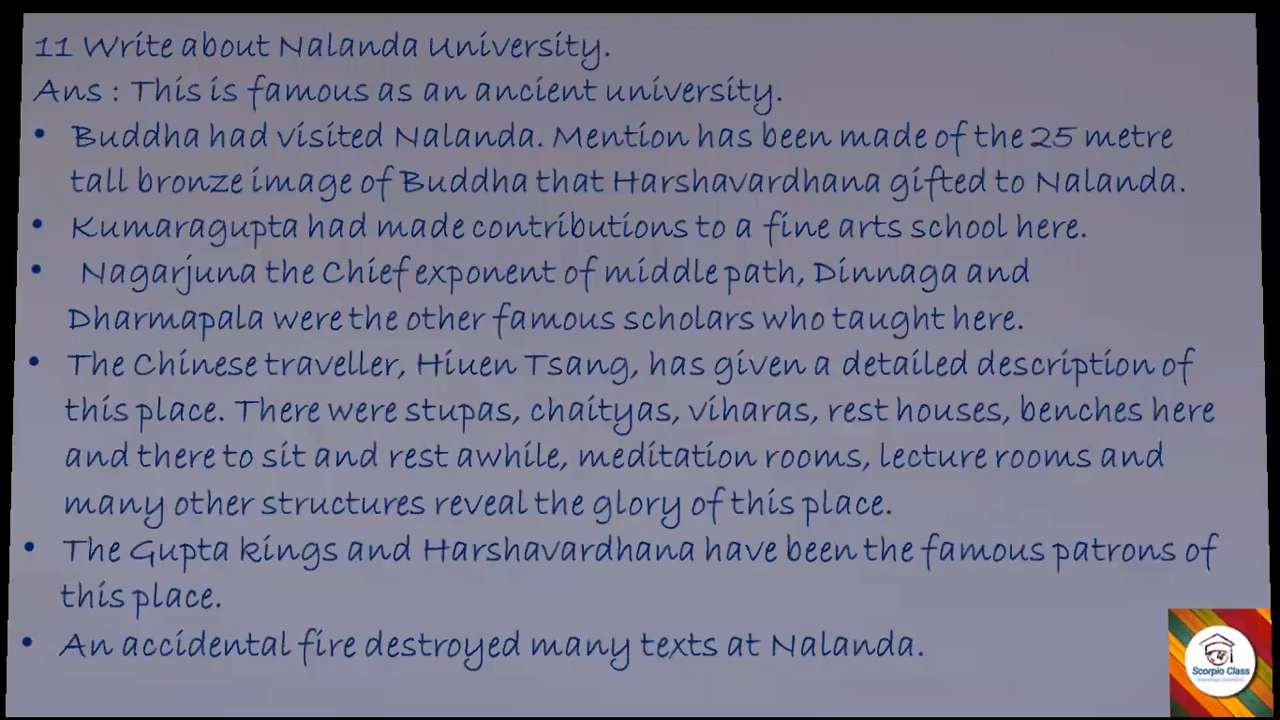 11 Write about Nalanda University.
Ans : This is famous as an ancient university.
• Buddha had visited Nalanda. Mention has been made of the 25 metre
tall bronze image of Buddha that Harshavardhana gifted to Nalanda.
• Kumaragupta had made contributions to a fine arts school here.
• Nagarjuna the Chief exponent of middle path, Dinnaga and
Dharmapala were the other famous scholars who taught here.
• The Chinese traveller, Hiuen Tsang, has given a detailed description of
this place. There were stupas, chaityas, viharas, rest houses, benches here
and there to sit and rest awhile, meditation rooms, lecture rooms and
many other structures reveal the glory of this place.
• The Gupta kings and Harshavardhana have been the famous patrons of
this place.
• An accidental fire destroyed many texts at Nalanda.
Scorpio Class